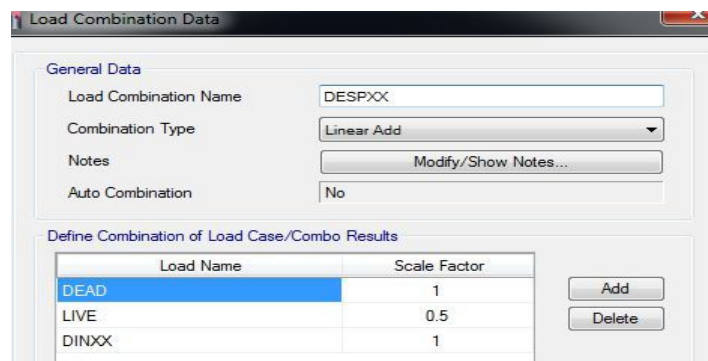 Load Combination Data
General Data
Load Combination Name DESPXX
Combination Type Linear Add
Notes Modify/Show Notes...
Auto Combination No
Define Combination of Load Case/Combo Results
Load Name Scale Factor
DEAD 1 Add
LIVE 0.5 Delete
DINXX 1